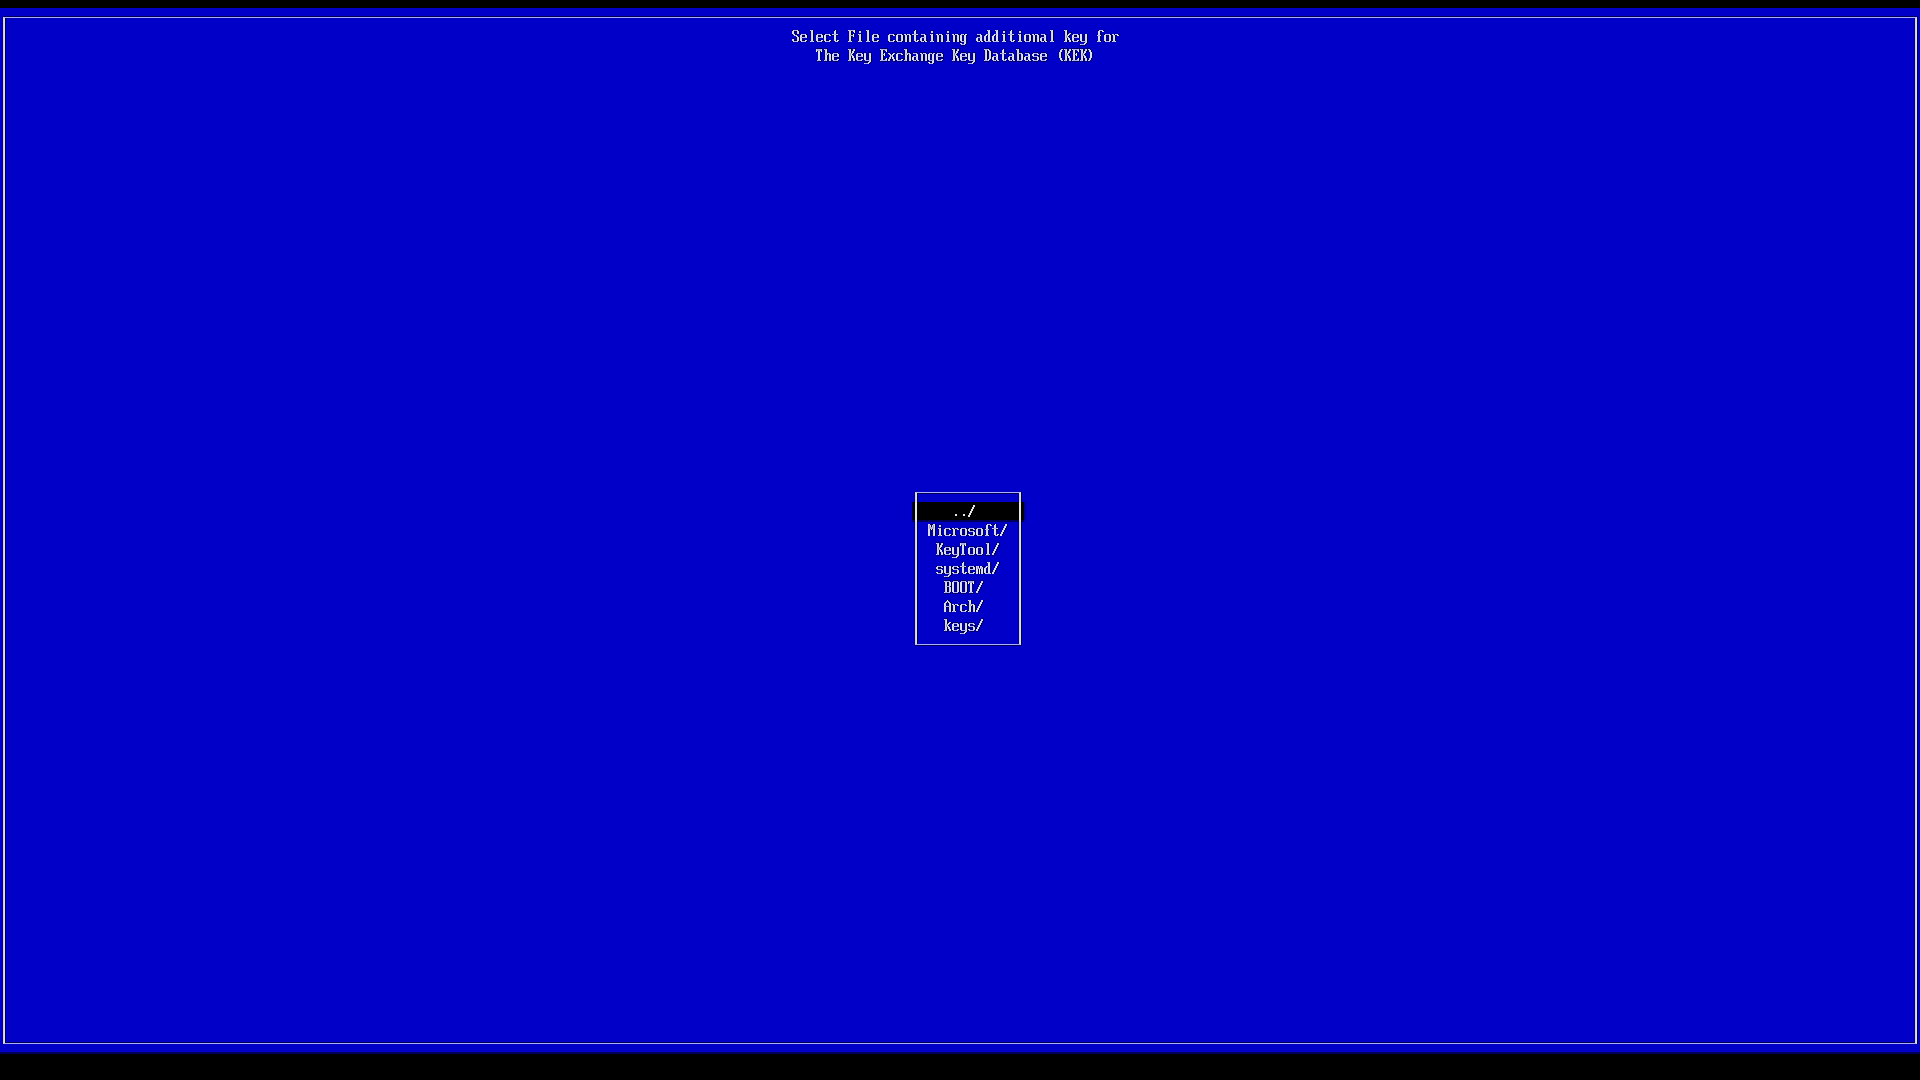 Select File containing additional key for
The Key Exchange Key Database (KEK)
../
Microsoft/
KeyTool/
systemd/
BOOT/
Arch/
keys/